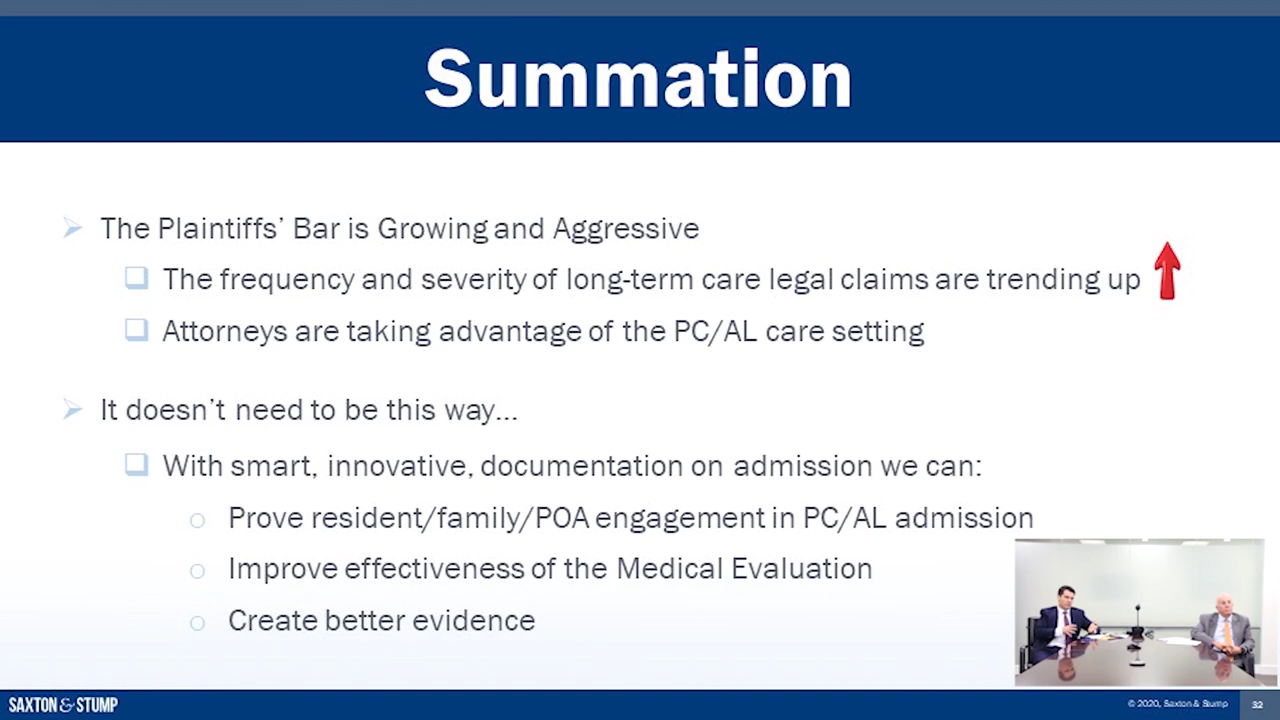 Summation
The Plaintiffs’ Bar is Growing and Aggressive
The frequency and severity of long-term care legal claims are trending up
Attorneys are taking advantage of the PC/AL care setting
It doesn’t need to be this way...
With smart, innovative, documentation on admission we can:
Prove resident/family/POA engagement in PC/AL admission
Improve effectiveness of the Medical Evaluation
Create better evidence
SAXTON & STUMP
© 2020, Saxton & Stump
32